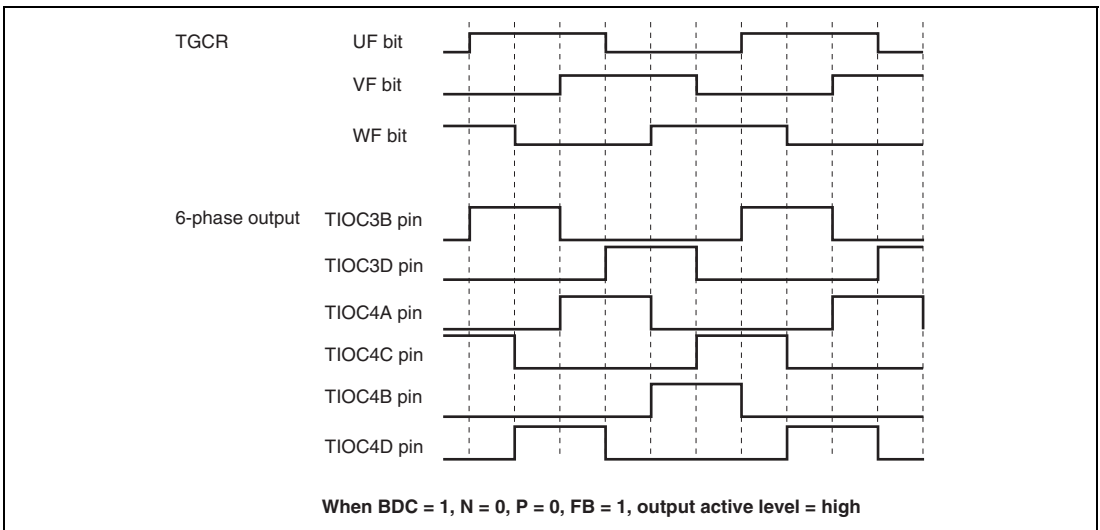 TGCR UF bit
VF bit
WF bit
6-phase output TIOC3B pin
TIOC3D pin
TIOC4A pin
TIOC4C pin
TIOC4B pin
TIOC4D pin
When BDC = 1, N = 0, P = 0, FB = 1, output active level = high